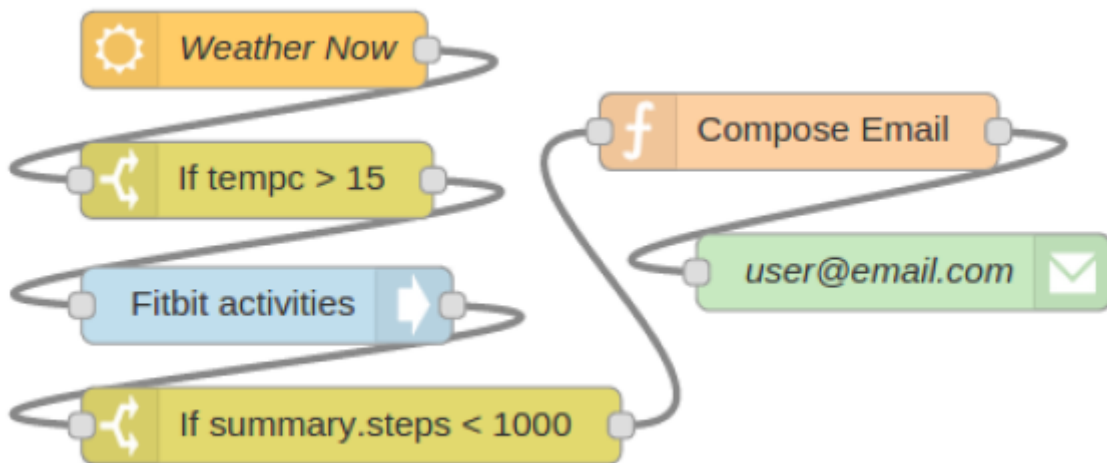 Weather Now
If tempc > 15
Fitbit activities
If summary.steps < 1000
Compose Email
user@email.com